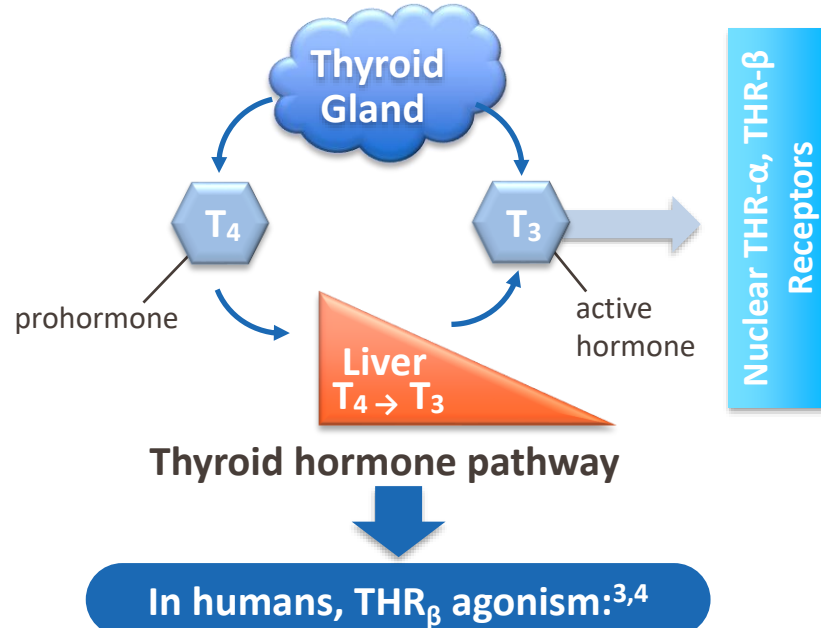 Thyroid
Gland
T₄
T₃
prohormone
active
hormone
Liver
T₄ → T₃
Nuclear THR-α, THR-β
Receptors
Thyroid hormone pathway
In humans, THRᵦ agonism:³,⁴